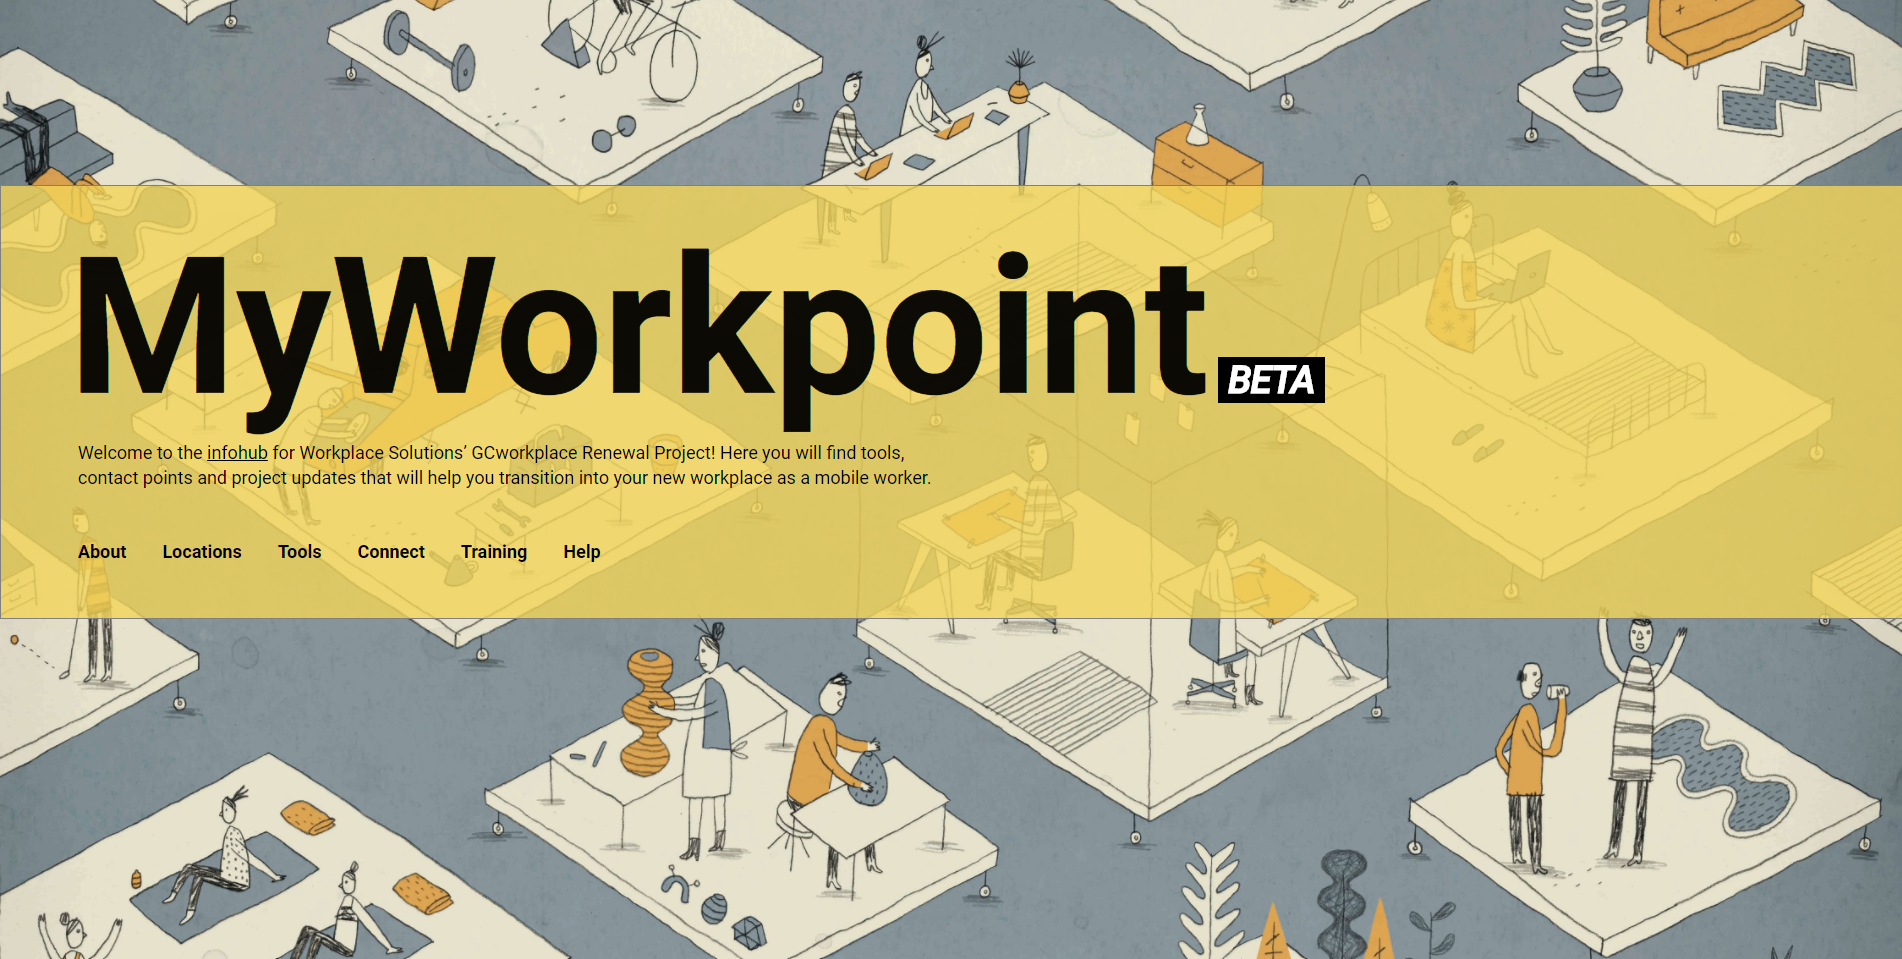 MyWorkpoint BETA
Welcome to the infohub for Workplace Solutions’ GCworkplace Renewal Project! Here you will find tools,
contact points and project updates that will help you transition into your new workplace as a mobile worker.
About Locations Tools Connect Training Help